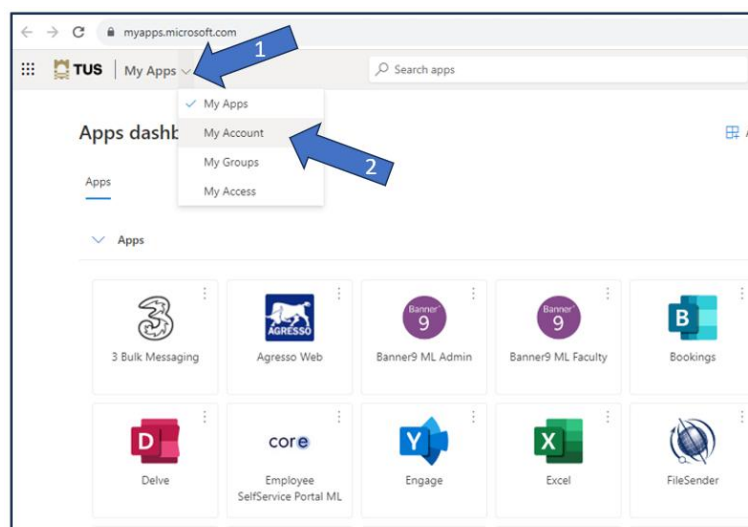 myapps.microsoft.com
1
TUS My Apps
Search apps
My Apps
Apps dashb
My Account
2
My Groups
Apps
My Access
Apps
3
AGRESSO
Banner
9
Banner
9
B
3 Bulk Messaging
Agresso Web
Banner9 ML Admin
Banner9 ML Faculty
Bookings
D
core
Y
X
Delve
Employee
SelfService Portal ML
Engage
Excel
FileSender